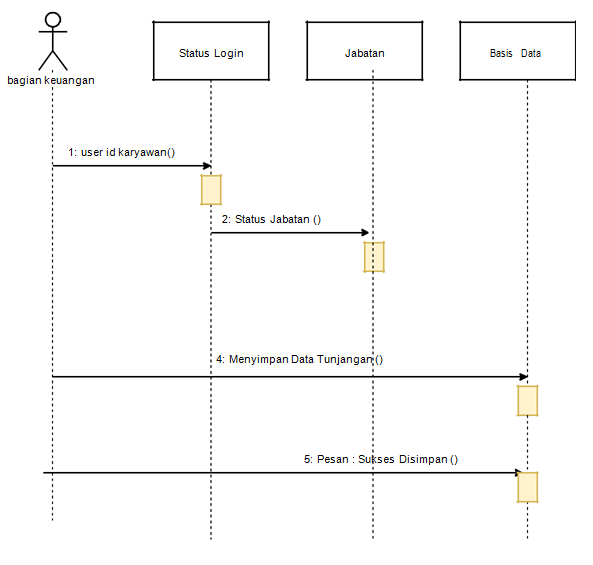 bagian keuangan
Status Login
Jabatan
Basis Data
1: user id karyawan()
2: Status Jabatan ()
4: Menyimpan Data Tunjangan()
5: Pesan : Sukses Disimpan ()